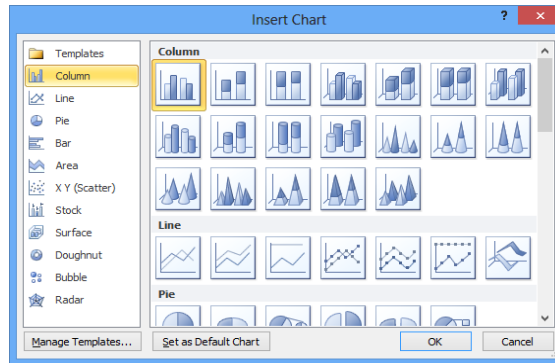 Insert Chart
?
Templates
Column
Line
Pie
Bar
Area
X Y (Scatter)
Stock
Surface
Doughnut
Bubble
Radar
Column
Line
Pie
Manage Templates...
Set as Default Chart
OK
Cancel